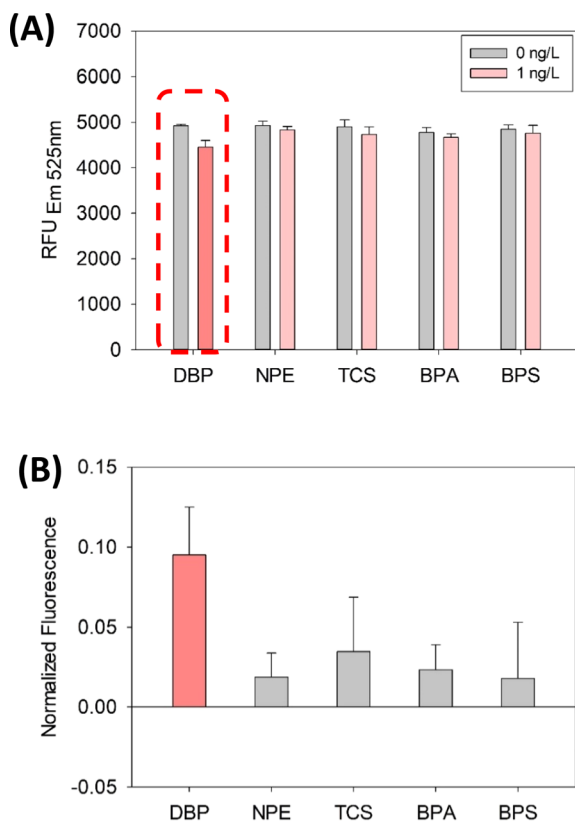 (A)
7000
6000
5000
4000
3000
2000
1000
0
RFU Em 525nm
0 ng/L
1 ng/L
DBP NPE TCS BPA BPS
(B)
0.15
0.10
0.05
0.00
-0.05
Normalized Fluorescence
DBP NPE TCS BPA BPS